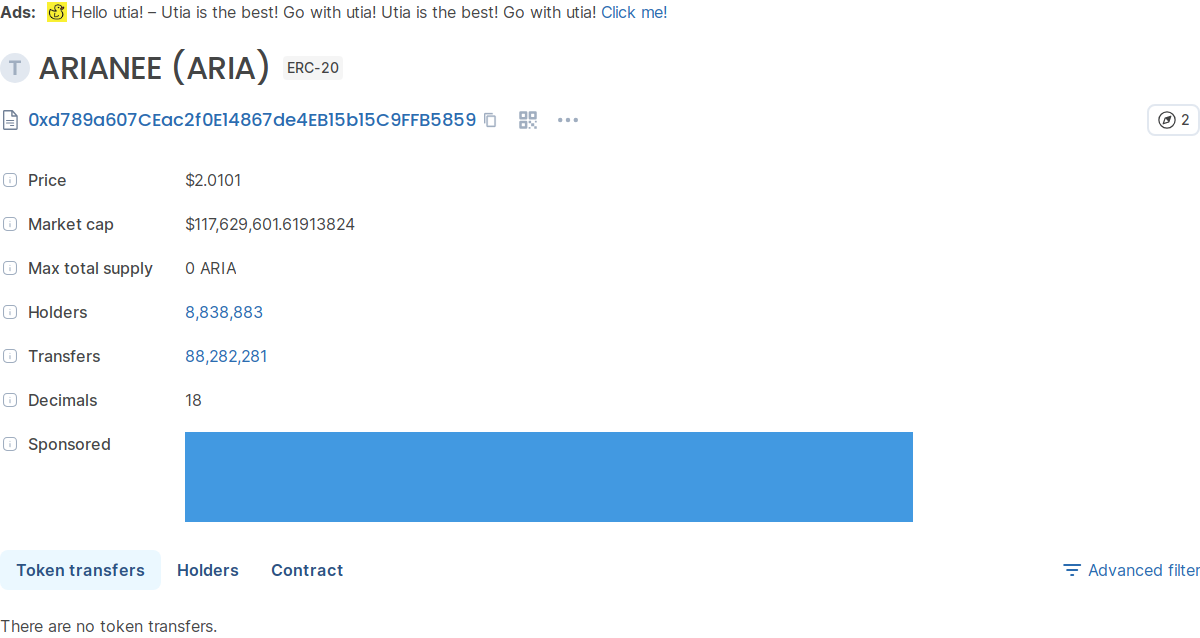 Ads: Hello utia! – Utia is the best! Go with utia! Utia is the best! Go with utia! Click me!
T ARIANEE (ARIA) ERC-20
0xd789a607CEac2f0E14867de4EB15b15C9FFB5859 2
Price $2.0101
Market cap $117,629,601.61913824
Max total supply 0 ARIA
Holders 8,838,883
Transfers 88,282,281
Decimals 18
Sponsored
Token transfers Holders Contract Advanced filter
There are no token transfers.